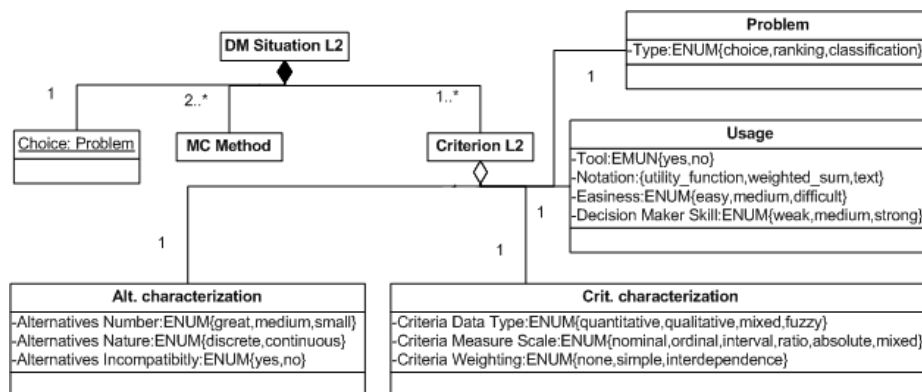 DM Situation L2
Problem
-Type:ENUM{choice,ranking,classification}
1
2..*
1..*
1
Choice: Problem
MC Method
Criterion L2
Usage
-Tool:EMUN{yes,no}
-Notation:{utility_function,weighted_sum,text}
-Easiness:ENUM{easy,medium,difficult}
-Decision Maker Skill:ENUM{weak,medium,strong}
1
1
1
Alt. characterization
-Alternatives Number:ENUM{great,medium,small}
-Alternatives Nature:ENUM{discrete,continuous}
-Alternatives Incompatibitly:ENUM{yes,no}
Crit. characterization
-Criteria Data Type:ENUM{quantitative,qualitative,mixed,fuzzy}
-Criteria Measure Scale:ENUM{nominal,ordinal,interval,ratio,absolute,mixed}
-Criteria Weighting:ENUM{none,simple,interdependence}